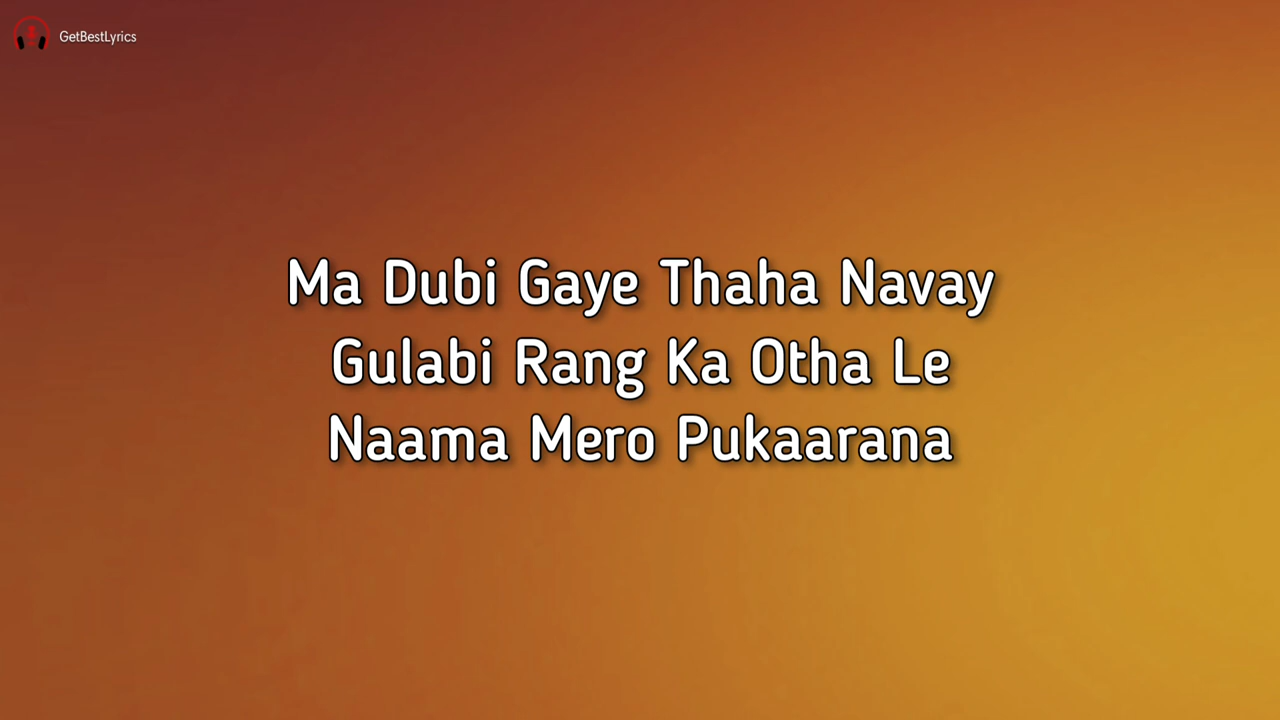 GetBestLyrics
Ma Dubi Gaye Thaha Navay
Gulabi Rang Ka Otha Le
Naama Mero Pukaarana